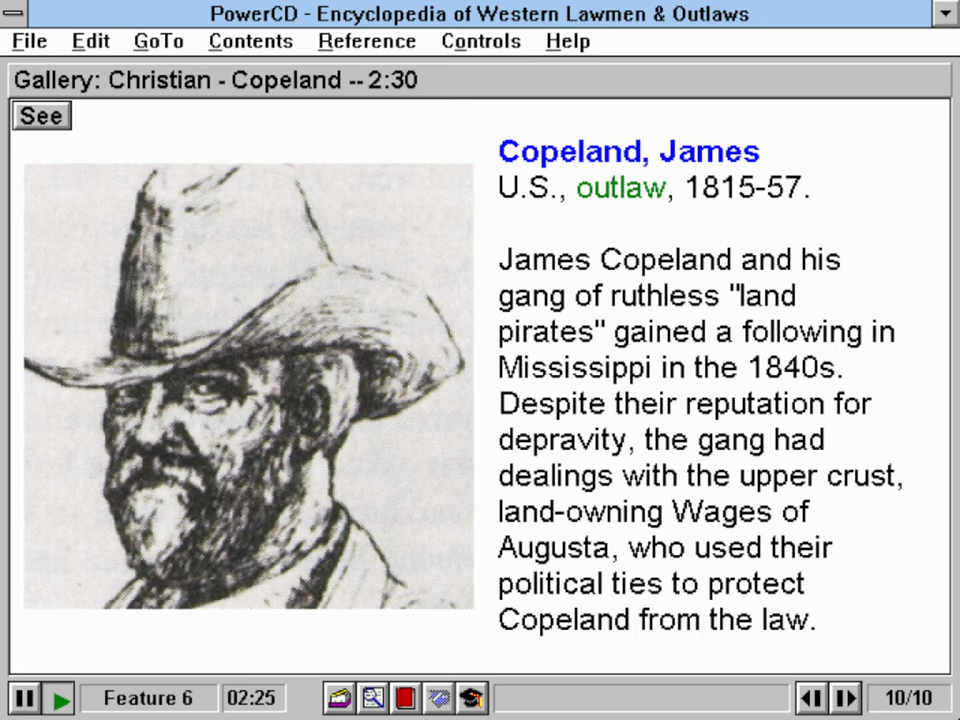 PowerCD - Encyclopedia of Western Lawmen & Outlaws
File Edit GoTo Contents Reference Controls Help
Gallery: Christian - Copeland -- 2:30
See
Copeland, James
U.S., outlaw, 1815-57.
James Copeland and his
gang of ruthless "land
pirates" gained a following in
Mississippi in the 1840s.
Despite their reputation for
depravity, the gang had
dealings with the upper crust,
land-owning Wages of
Augusta, who used their
political ties to protect
Copeland from the law.
Feature 6 02:25 10/10